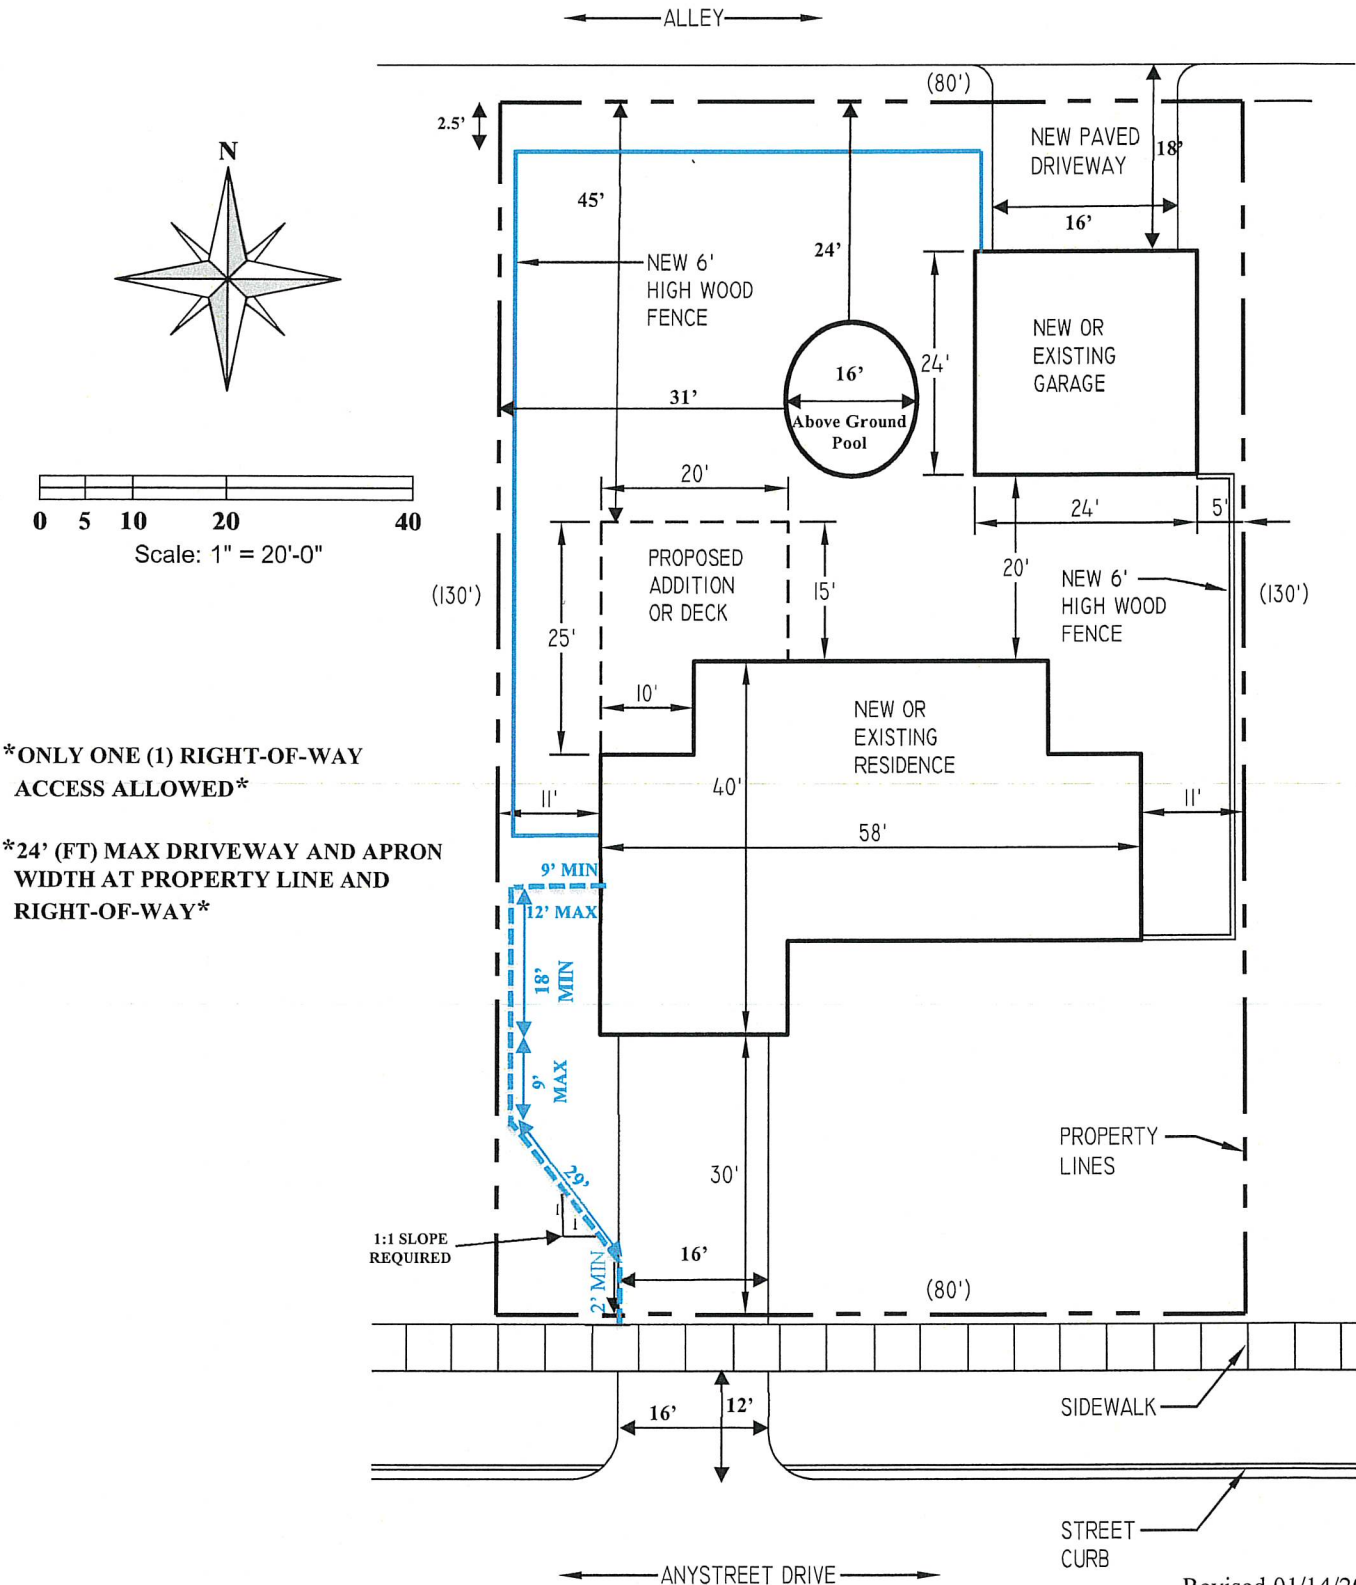 ALLEY
(80')
2.5'
N
NEW PAVED
DRIVEWAY
18'
45'
16'
24'
NEW 6'
HIGH WOOD
FENCE
NEW OR
EXISTING
GARAGE
24'
16'
31'
Above Ground
Pool
20'
0 5 10 20 40
Scale: 1" = 20'-0"
24'
5'
PROPOSED
ADDITION
OR DECK
15'
20'
NEW 6'
HIGH WOOD
FENCE
(130')
(130')
25'
10'
NEW OR
EXISTING
RESIDENCE
*ONLY ONE (1) RIGHT-OF-WAY
ACCESS ALLOWED*
40'
11'
11'
58'
*24' (FT) MAX DRIVEWAY AND APRON
WIDTH AT PROPERTY LINE AND
RIGHT-OF-WAY*
9' MIN
12' MAX
18'
MIN
9'
MAX
PROPERTY
LINES
29'
30'
1
1
1:1 SLOPE
REQUIRED
2' MIN
16'
(80')
SIDEWALK
16'
12'
STREET
CURB
ANYSTREET DRIVE